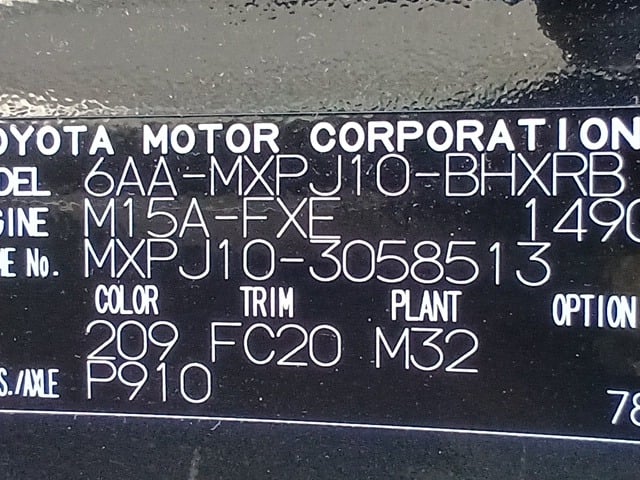 OYOTA MOTOR CORPORATION
DEL 6AA-MXPJ10-BHXRB
GINE M15A-FXE 1490
ME No. MXPJ10-3058513
COLOR TRIM PLANT OPTION
209 FC20 M32
S./AXLE P910
78